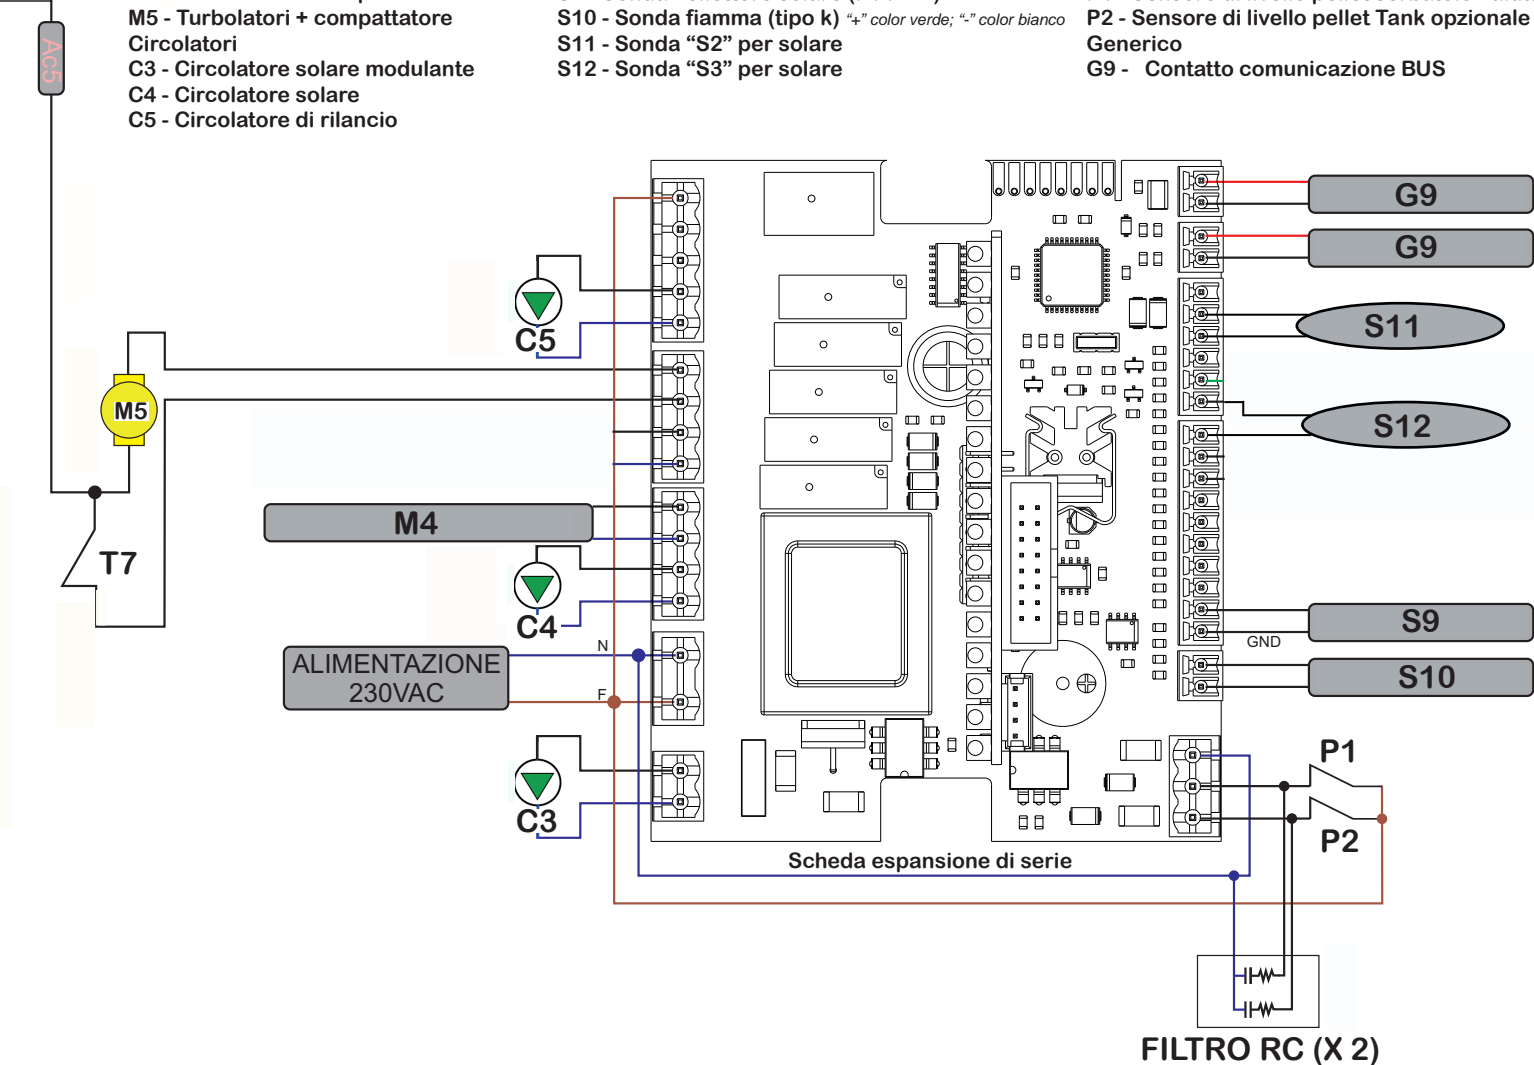 M5 - Turbolatori + compattatore
Circolatori
C3 - Circolatore solare modulante
C4 - Circolatore solare
C5 - Circolatore di rilancio
S10 - Sonda fiamma (tipo k) “+” color verde; “-” color bianco
S11 - Sonda “S2” per solare
S12 - Sonda “S3” per solare
P2 - Sensore di livello pellet Tank opzionale
Generico
G9 - Contatto comunicazione BUS
Ac5
G9
G9
C5
S11
M5
S12
M4
T7
C4
S9
GND
N
ALIMENTAZIONE
230VAC
F
S10
C3
P1
P2
Scheda espansione di serie
FILTRO RC (X 2)